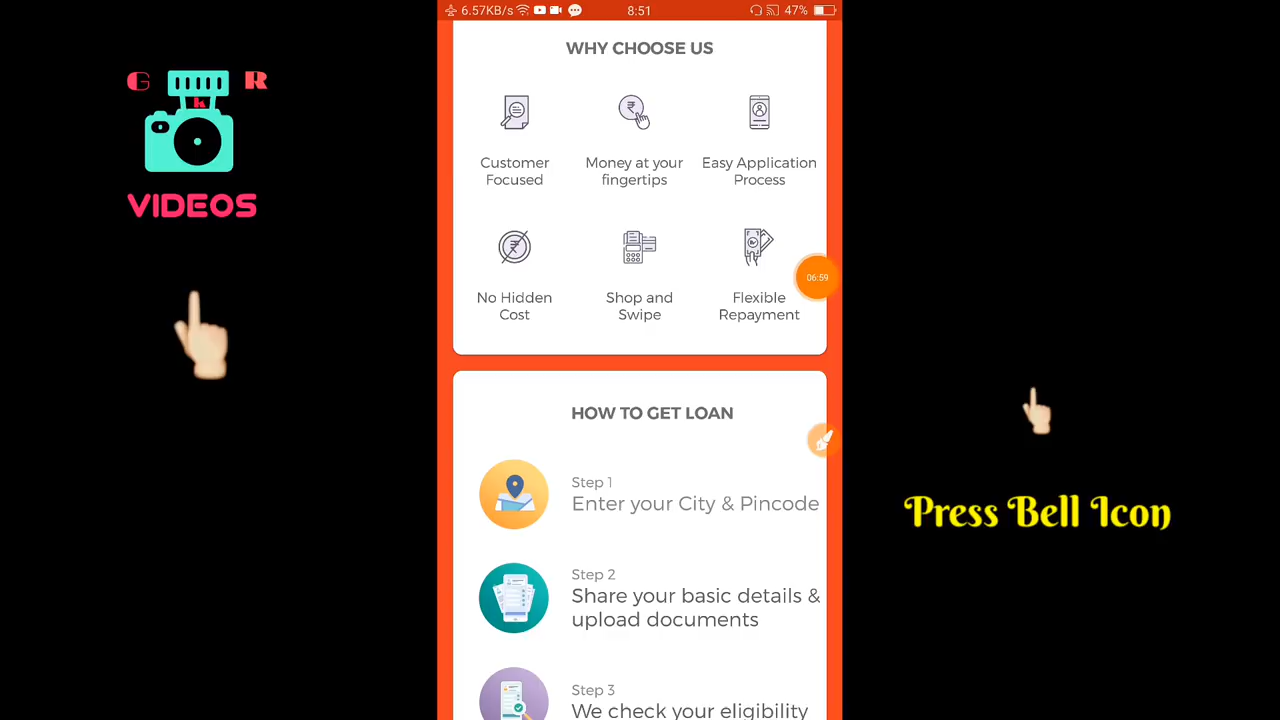 6.57KB/s
8:51
47%
G R
k
VIDEOS
WHY CHOOSE US
Customer
Focused
Money at your
fingertips
Easy Application
Process
No Hidden
Cost
Shop and
Swipe
Flexible
Repayment
06:59
HOW TO GET LOAN
Step 1
Enter your City & Pincode
Step 2
Share your basic details &
upload documents
Step 3
We check your eligibility
Press Bell Icon